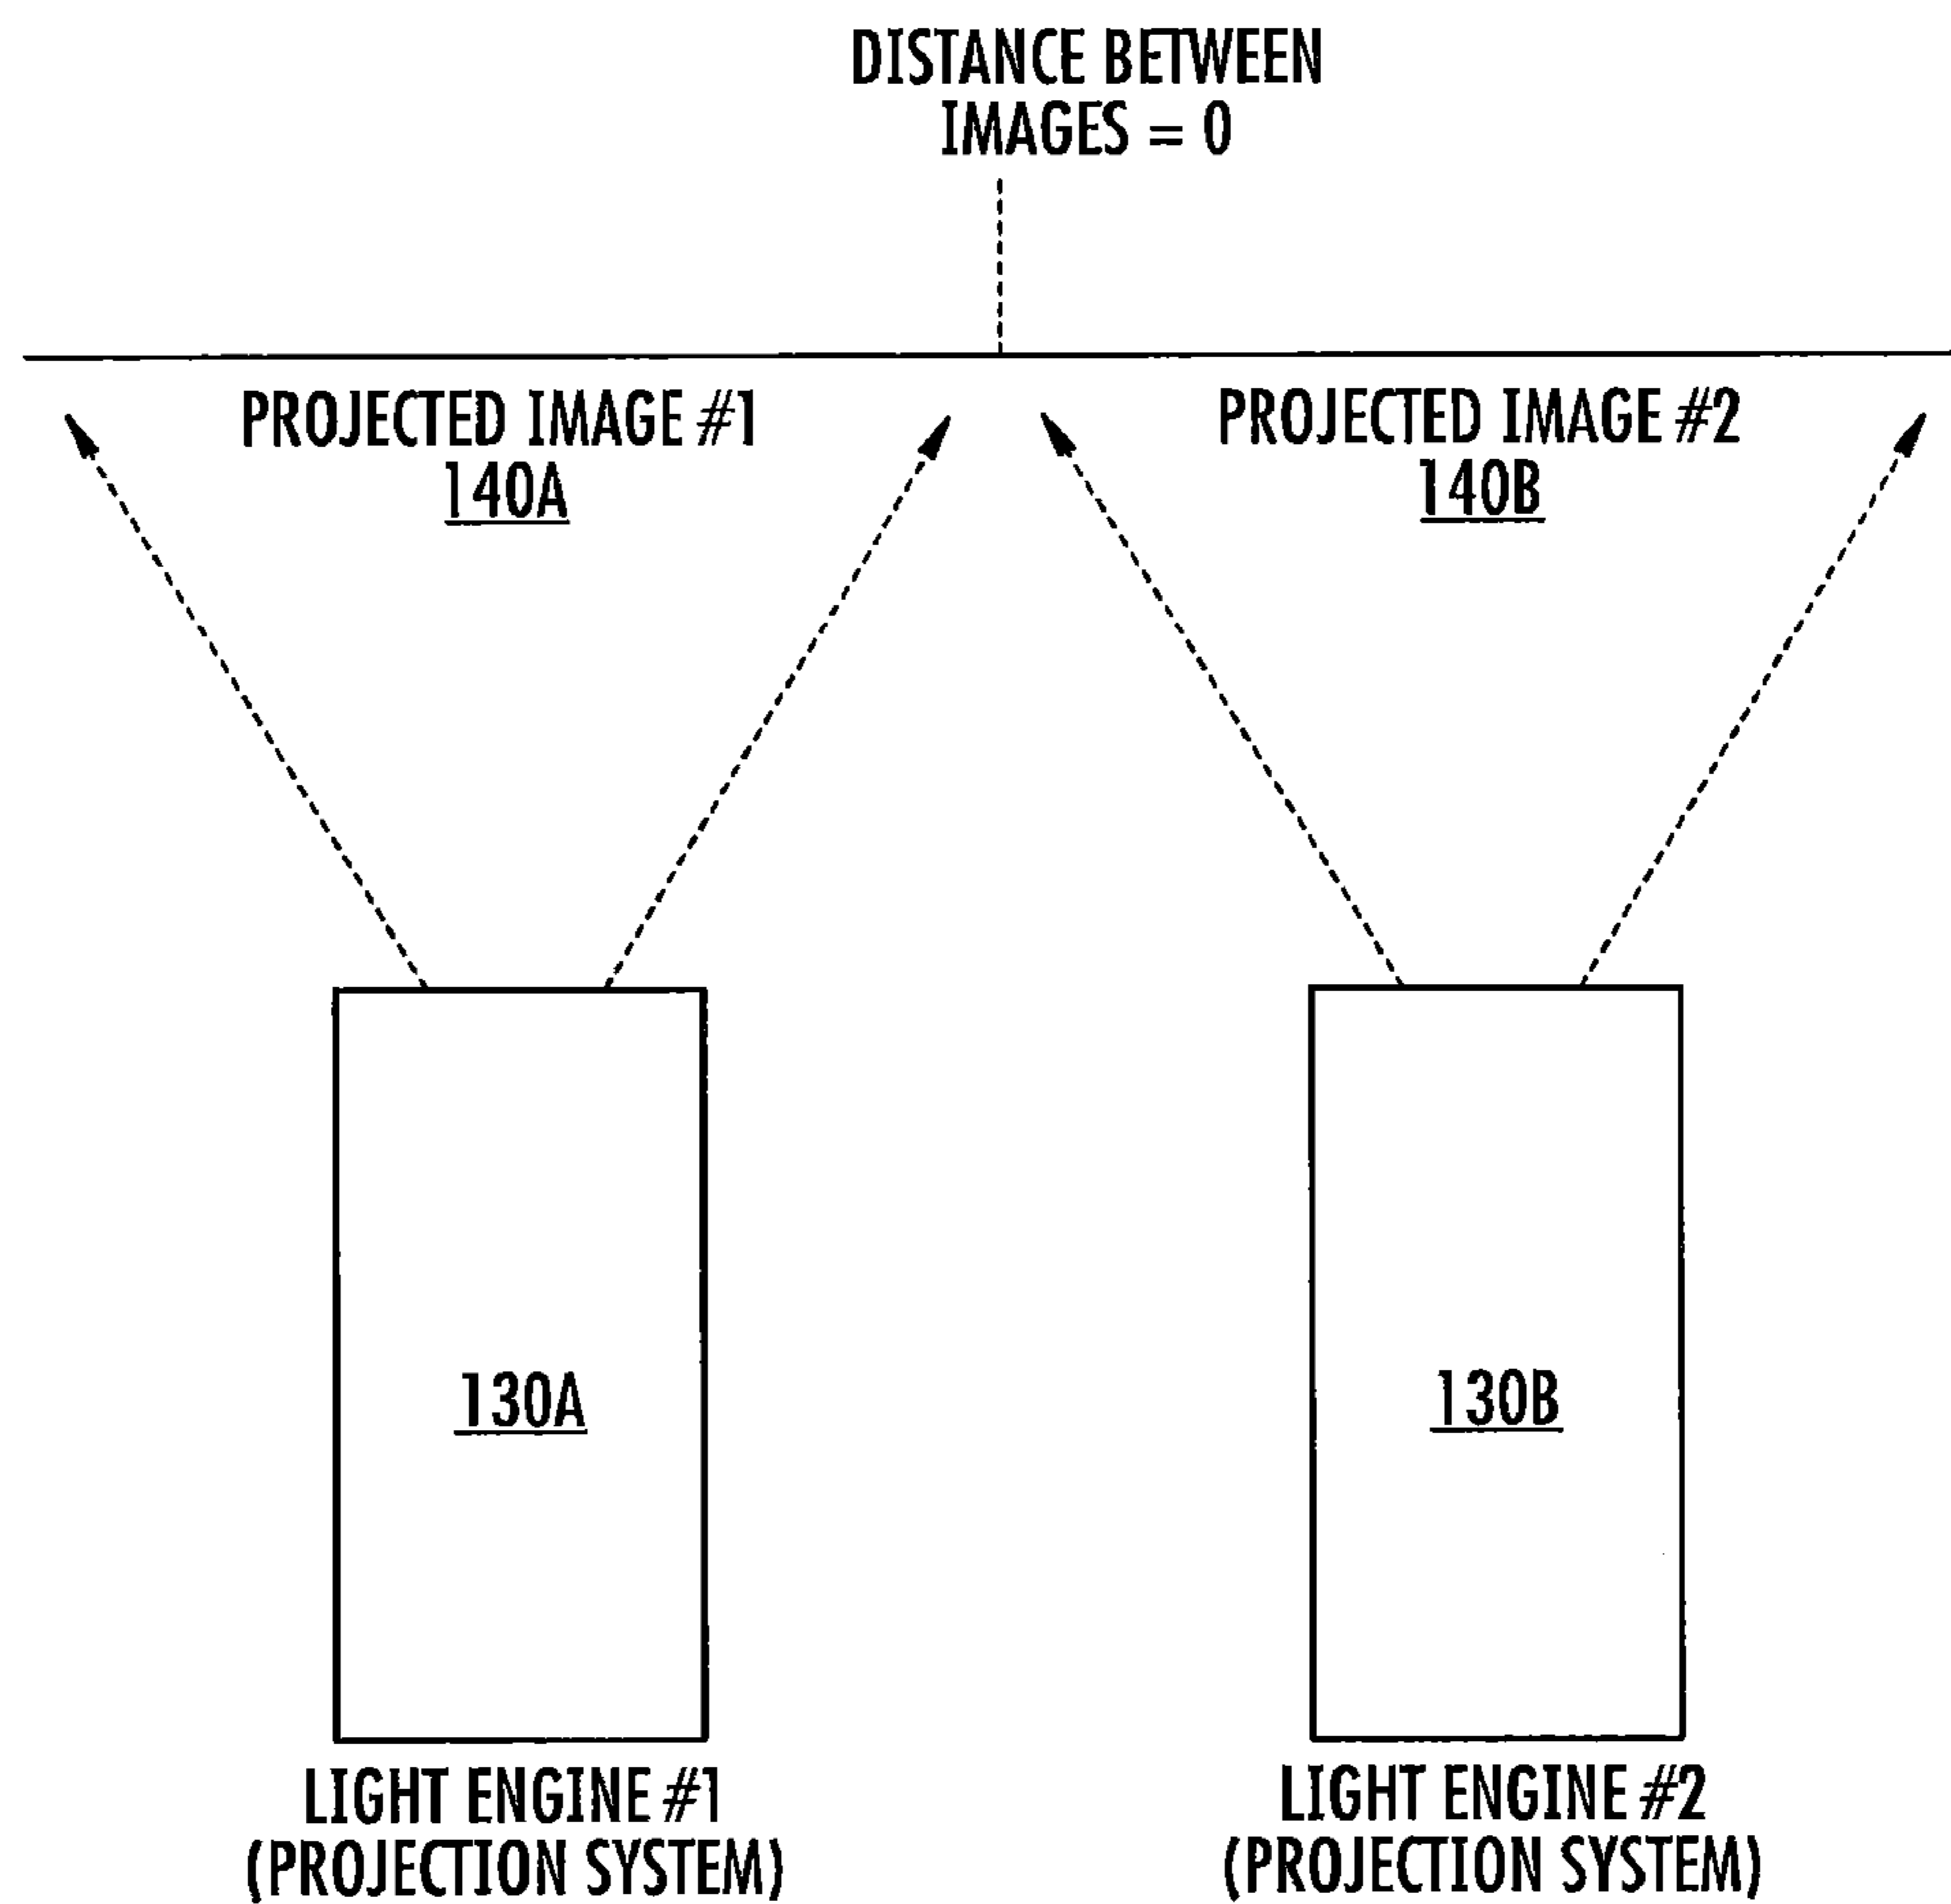 DISTANCE BETWEEN
IMAGES = 0
PROJECTED IMAGE #1
140A
PROJECTED IMAGE #2
140B
130A
130B
LIGHT ENGINE #1
(PROJECTION SYSTEM)
LIGHT ENGINE #2
(PROJECTION SYSTEM)